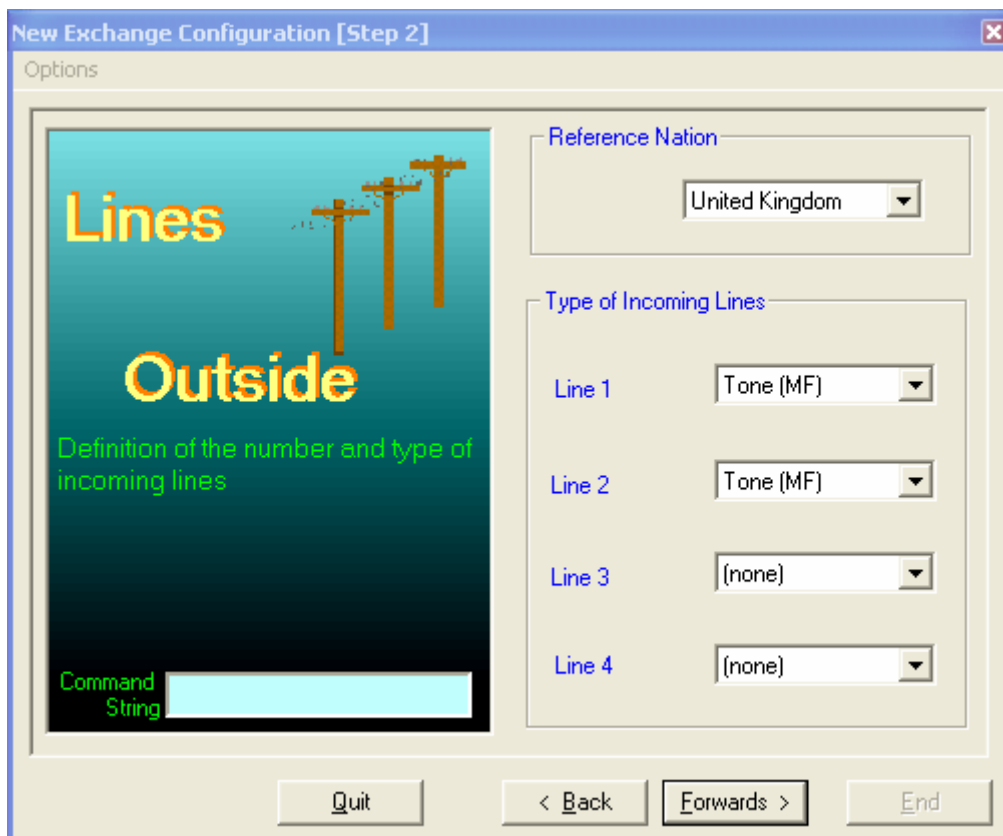 New Exchange Configuration [Step 2]
Options
Lines
Outside
Definition of the number and type of
incoming lines
Command
String
Reference Nation
United Kingdom
Type of Incoming Lines
Line 1
Tone (MF)
Line 2
Tone (MF)
Line 3
(none)
Line 4
(none)
Quit
< Back
Forwards >
End